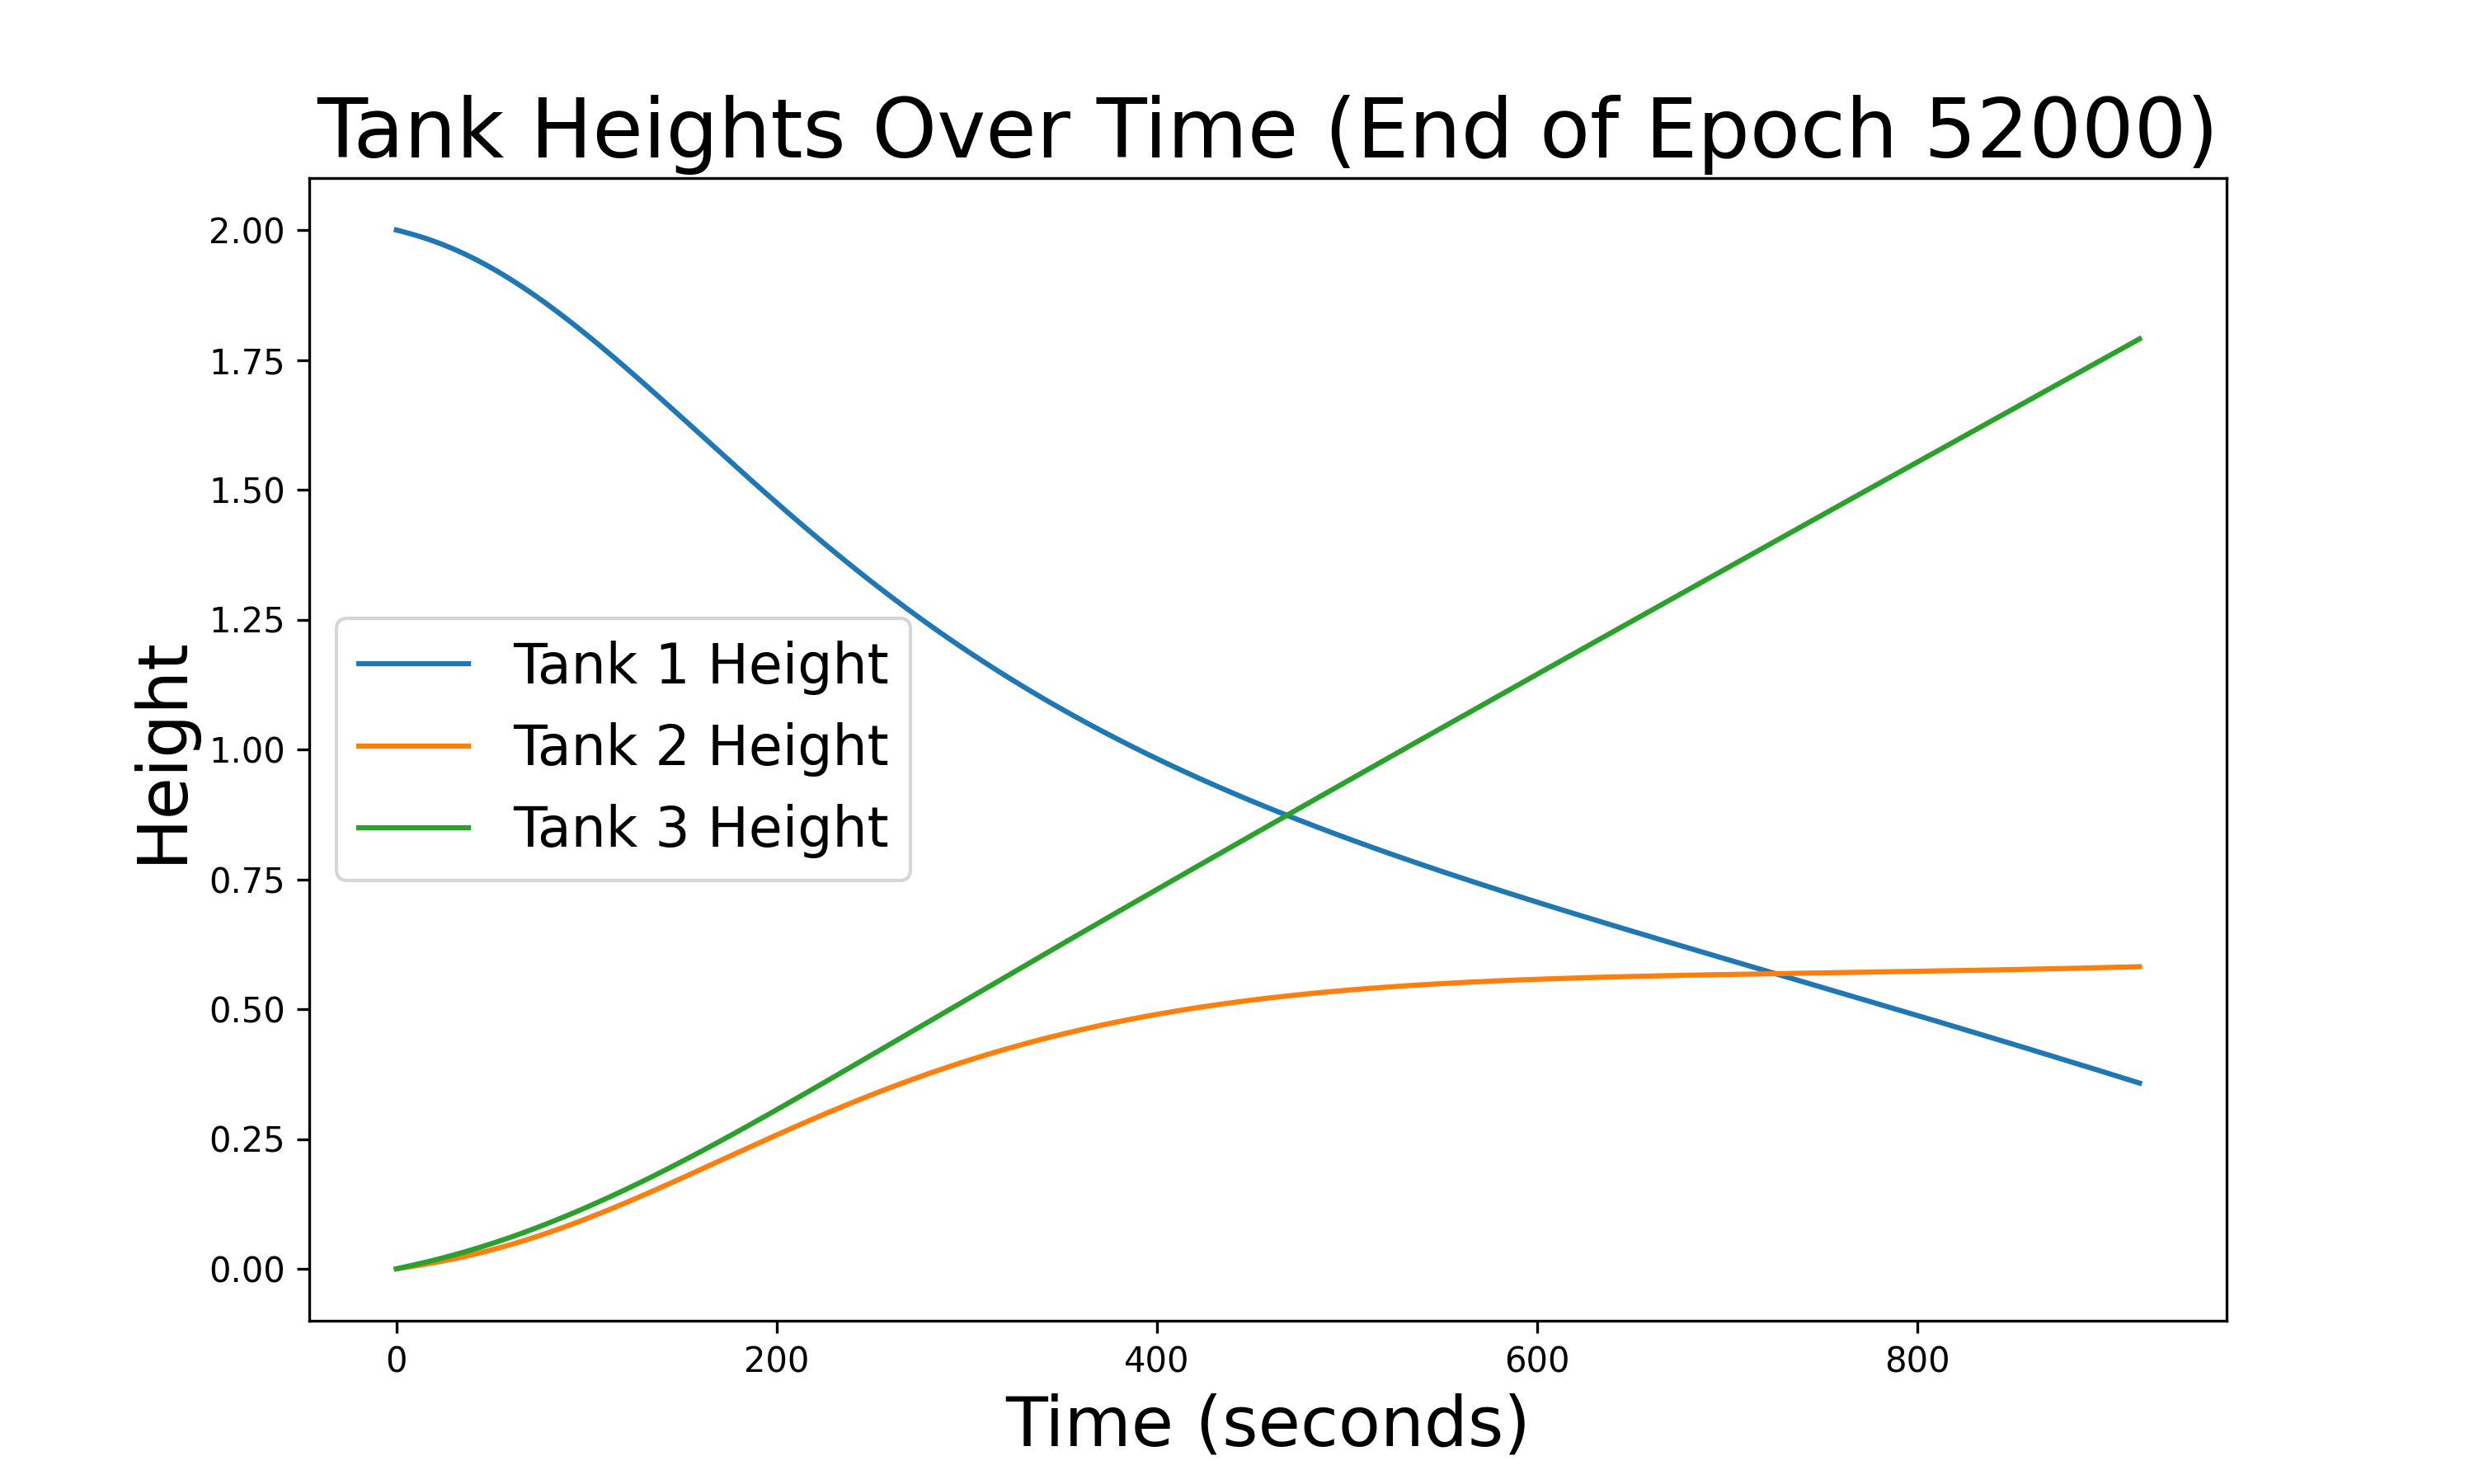 Tank Heights Over Time (End of Epoch 52000)
2.00
1.75
1.50
1.25
1.00
0.75
0.50
0.25
0.00
Height
Tank 1 Height
Tank 2 Height
Tank 3 Height
0 200 400 600 800
Time (seconds)